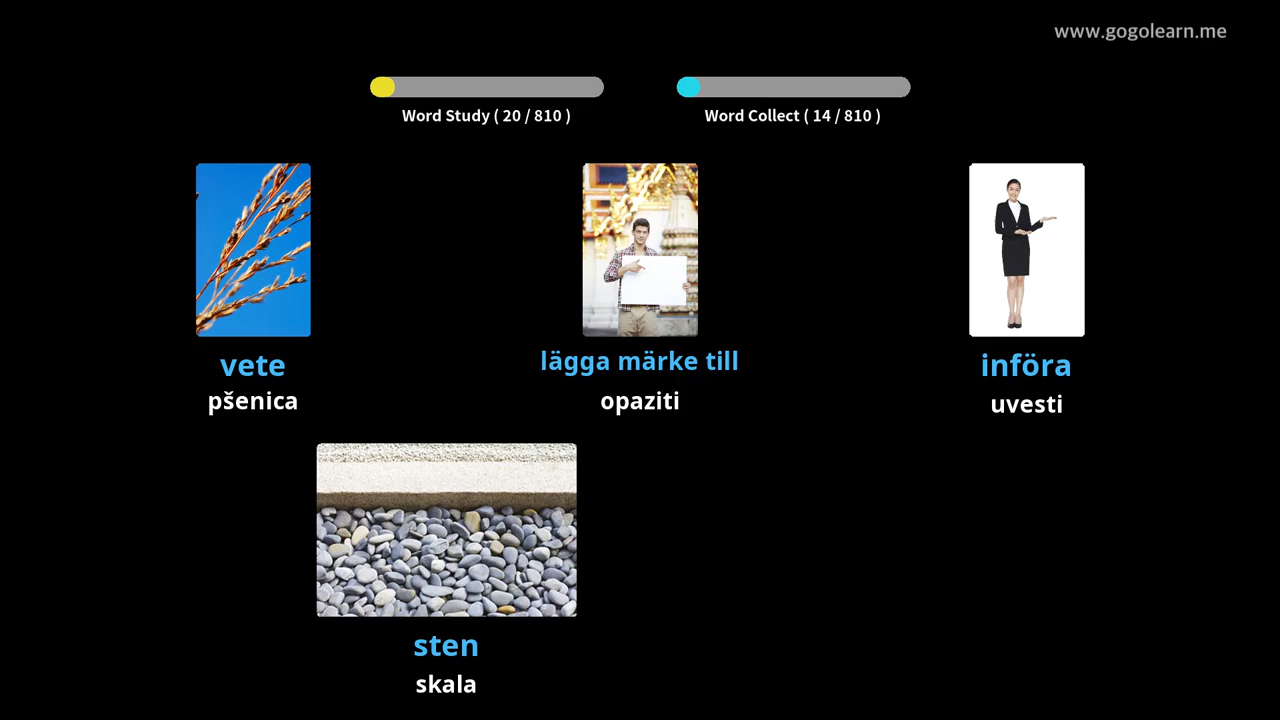 www.gogolearn.me
Word Study ( 20 / 810 )
Word Collect ( 14 / 810 )
vete
pšenica
lägga märke till
opaziti
införa
uvesti
sten
skala